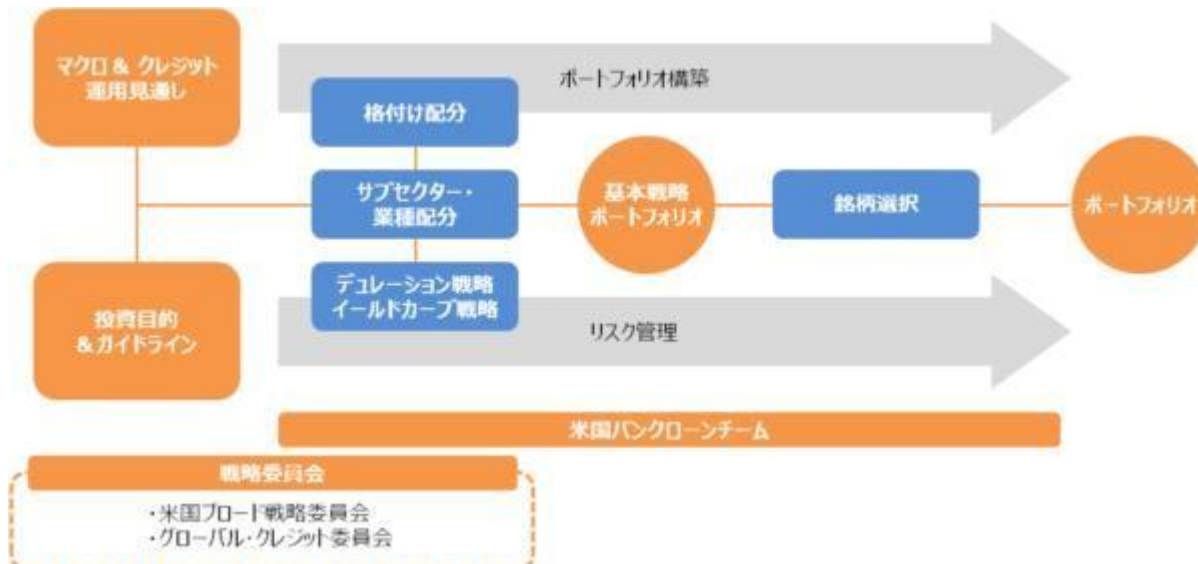 マクロ & クレジット
運用見通し
ポートフォリオ構築
格付け配分
サブセクター・
業種配分
基本戦略
ポートフォリオ
銘柄選択
ポートフォリオ
デュレーション戦略
イールドカーブ戦略
投資目的
&ガイドライン
リスク管理
米国バンクローンチーム
戦略委員会
・米国ブロード戦略委員会
・グローバル・クレジット委員会